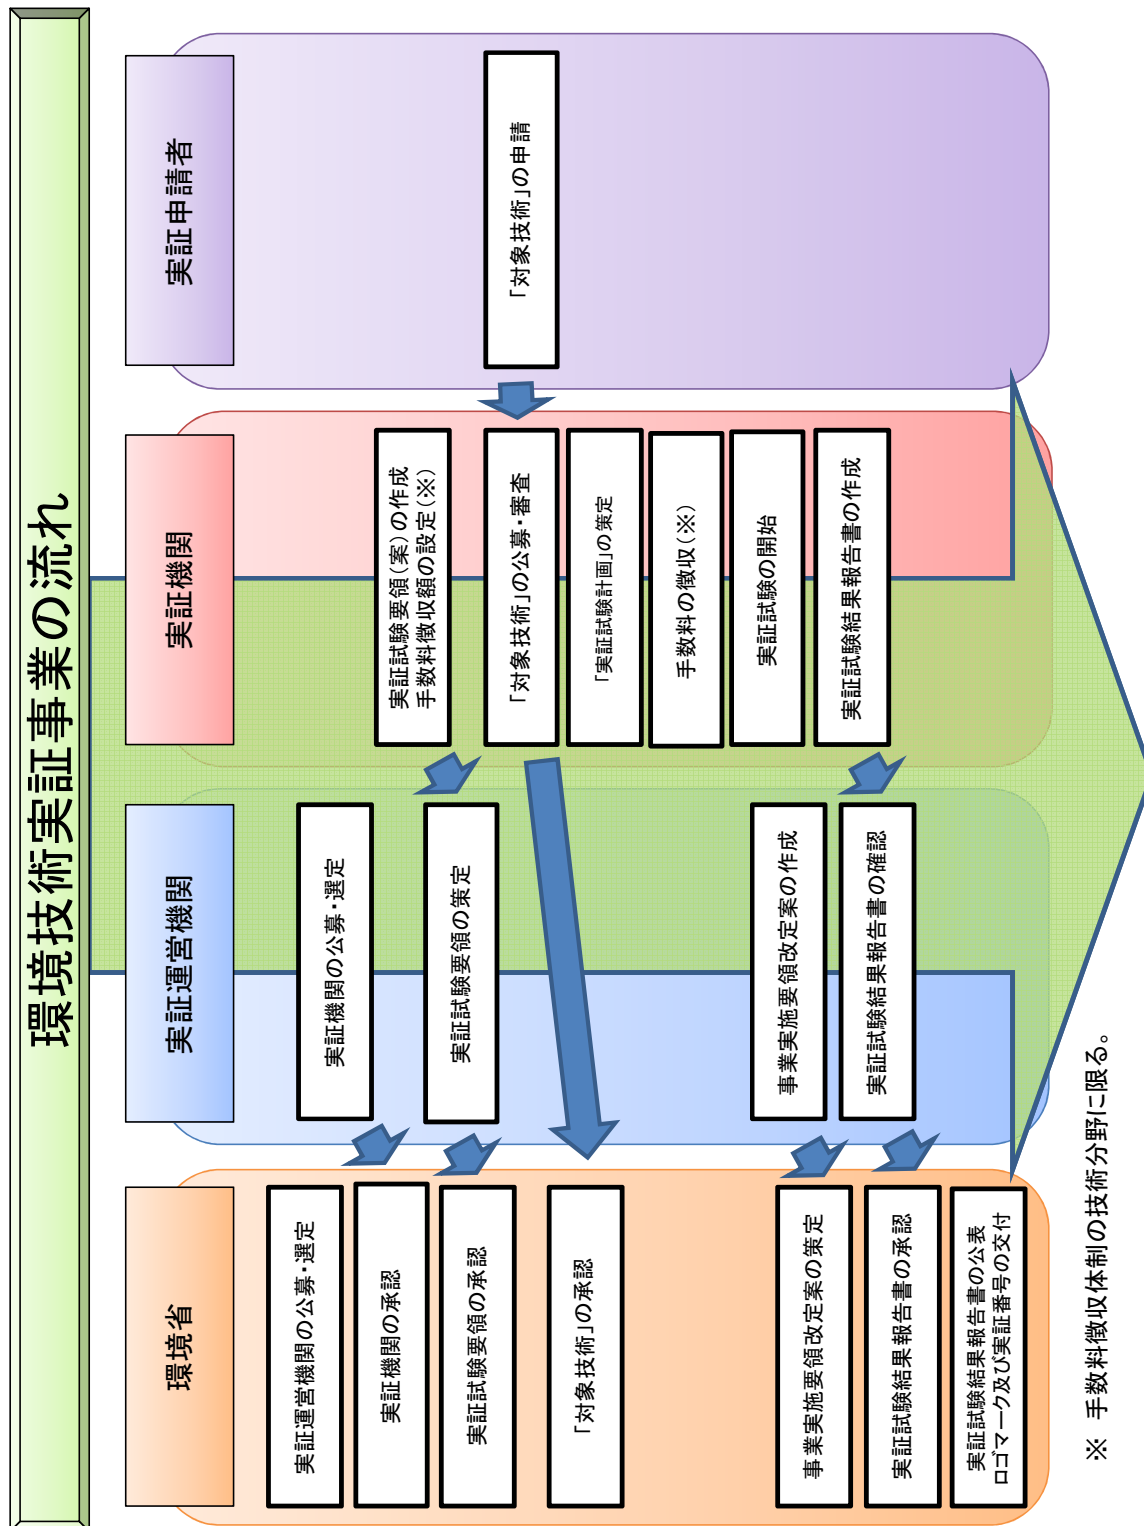 環境技術実証事業の流れ
環境省
実証運営機関の公募・選定
実証機関の承認
実証試験要領の承認
「対象技術」の承認
事業実施要領改定案の策定
実証試験結果報告書の承認
実証試験結果報告書の公表
ロゴマーク及び実証番号の交付
実証運営機関
実証機関の公募・選定
実証試験要領の策定
事業実施要領改定案の作成
実証試験結果報告書の確認
実証機関
実証試験要領(案)の作成
手数料徴収額の設定(※)
「対象技術」の公募・審査
「実証試験計画」の策定
手数料の徴収(※)
実証試験の開始
実証試験結果報告書の作成
実証申請者
「対象技術」の申請
※ 手数料徴収体制の技術分野に限る。